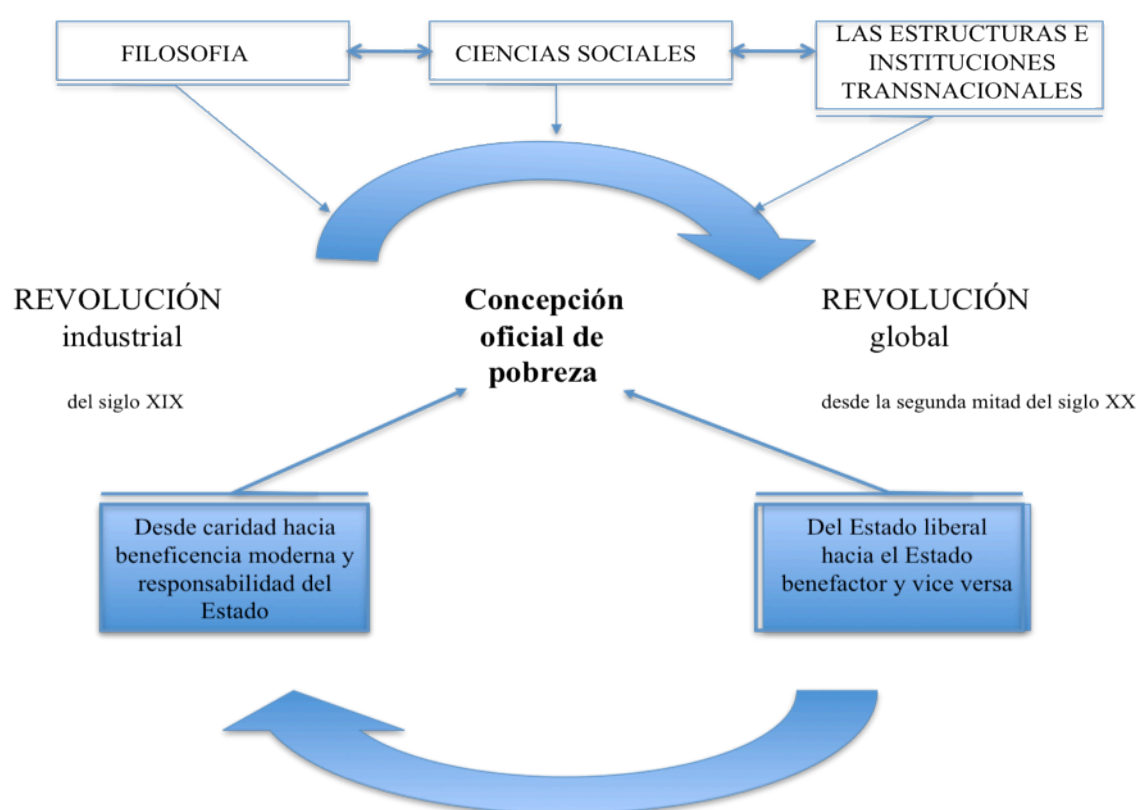 FILOSOFIA
CIENCIAS SOCIALES
LAS ESTRUCTURAS E
INSTITUCIONES
TRANSNACIONALES
REVOLUCIÓN
industrial
del siglo XIX
Concepción
oficial de
pobreza
REVOLUCIÓN
global
desde la segunda mitad del siglo XX
Desde caridad hacia
beneficencia moderna y
responsabilidad del
Estado
Del Estado liberal
hacia el Estado
benefactor y vice versa